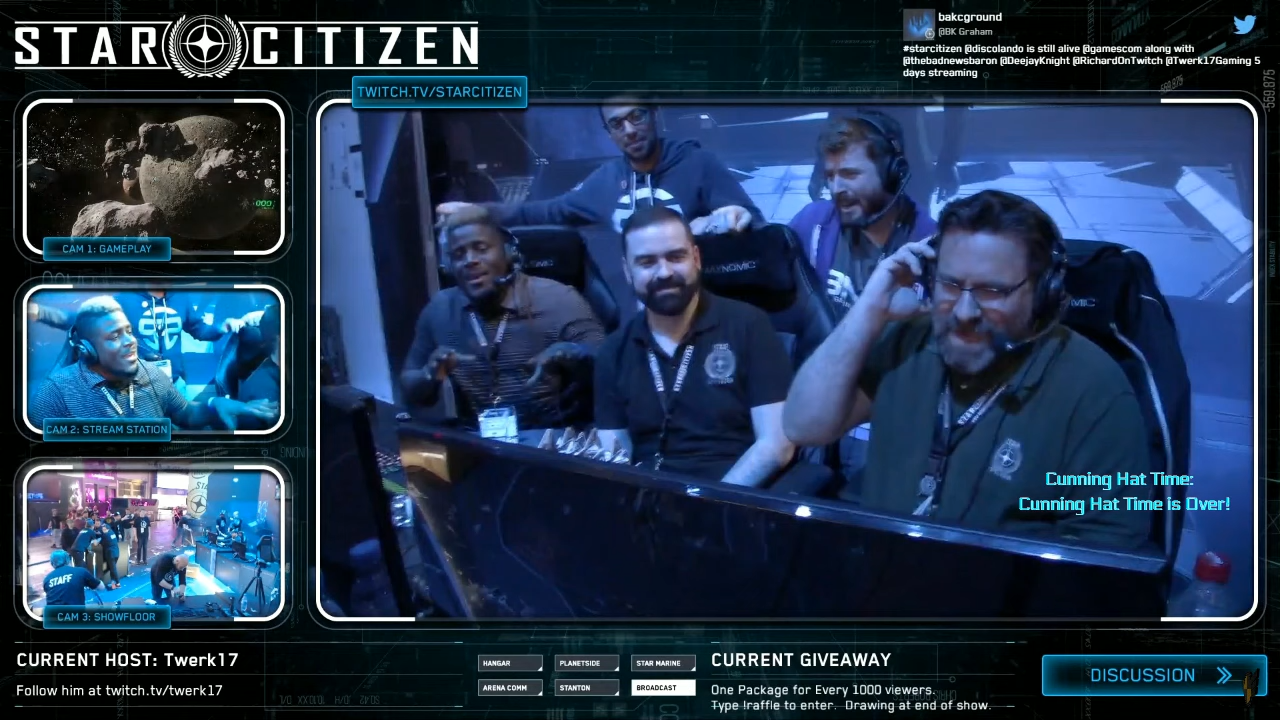 STAR CITIZEN
bakcground
@BK Graham
#starcitizen @discolando is still alive @gamescom along with
@thebadnewsbaron @DeejayKnight @RichardOnTwitch @Twerk17Gaming 5
days streaming
TWITCH.TV/STARCITIZEN
CAM 1: GAMEPLAY
CAM 2: STREAM STATION
STAFF
CAM 3: SHOWFLOOR
Cunning Hat Time:
Cunning Hat Time is Over!
CURRENT HOST: Twerk17
Follow him at twitch.tv/twerk17
HANGAR
PLANETSIDE
STAR MARINE
ARENA COMM
STANTON
BROADCAST
CURRENT GIVEAWAY
One Package for Every 1000 viewers.
Type !raffle to enter. Drawing at end of show.
DISCUSSION
-569.875